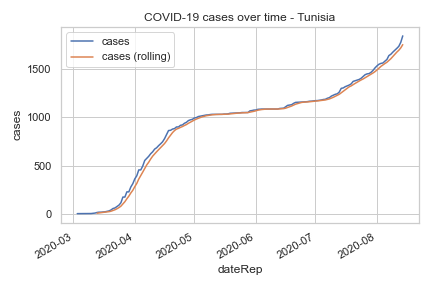 COVID-19 cases over time - Tunisia
cases
cases (rolling)
1500
1000
500
0
cases
2020-03
2020-04
2020-05
2020-06
2020-07
2020-08
dateRep